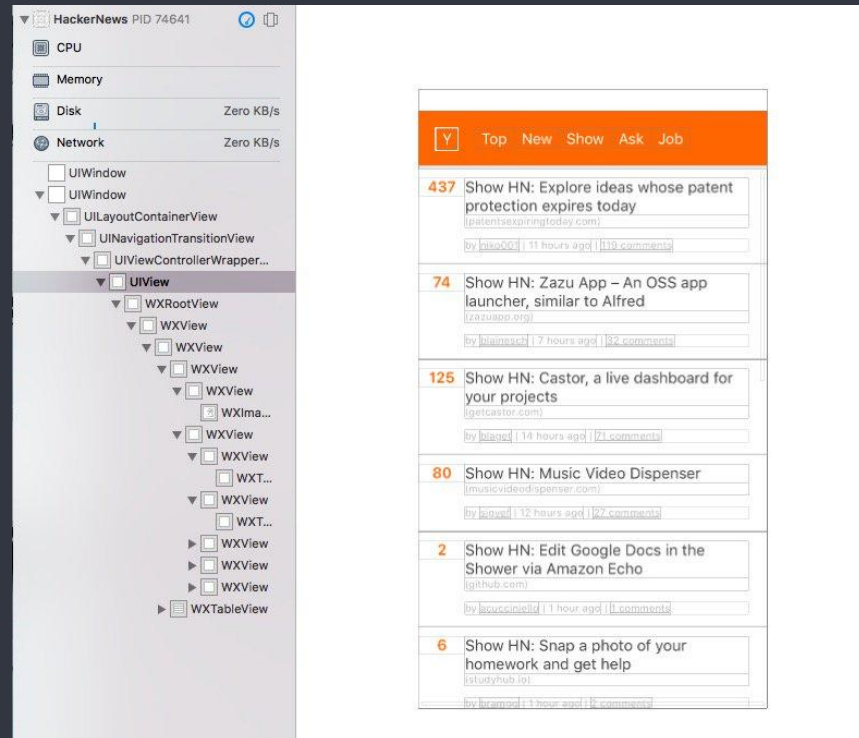 HackerNews PID 74641
CPU
Memory
Disk Zero KB/s
Network Zero KB/s
UIWindow
UIWindow
UILayoutContainerView
UINavigationTransitionView
UIViewControllerWrapper...
UIView
WXRootView
WXView
WXView
WXView
WXView
WXIma...
WXView
WXView
WXT...
WXView
WXT...
WXView
WXView
WXView
WXTableView
Y Top New Show Ask Job
437 Show HN: Explore ideas whose patent
protection expires today
(patentsexpiringtoday.com)
by niko001 | 11 hours ago | 119 comments
74 Show HN: Zazu App – An OSS app
launcher, similar to Alfred
(zazuapp.org)
by blainesch | 7 hours ago | 32 comments
125 Show HN: Castor, a live dashboard for
your projects
(getcastor.com)
by blaget | 14 hours ago | 71 comments
80 Show HN: Music Video Dispenser
(musicvideodispenser.com)
by | 12 hours ago | 27 comments
2 Show HN: Edit Google Docs in the
Shower via Amazon Echo
(github.com)
by acucciniello | 1 hour ago | 1 comments
6 Show HN: Snap a photo of your
homework and get help
(studyhub.io)
by | 1 hour ago | 2 comments